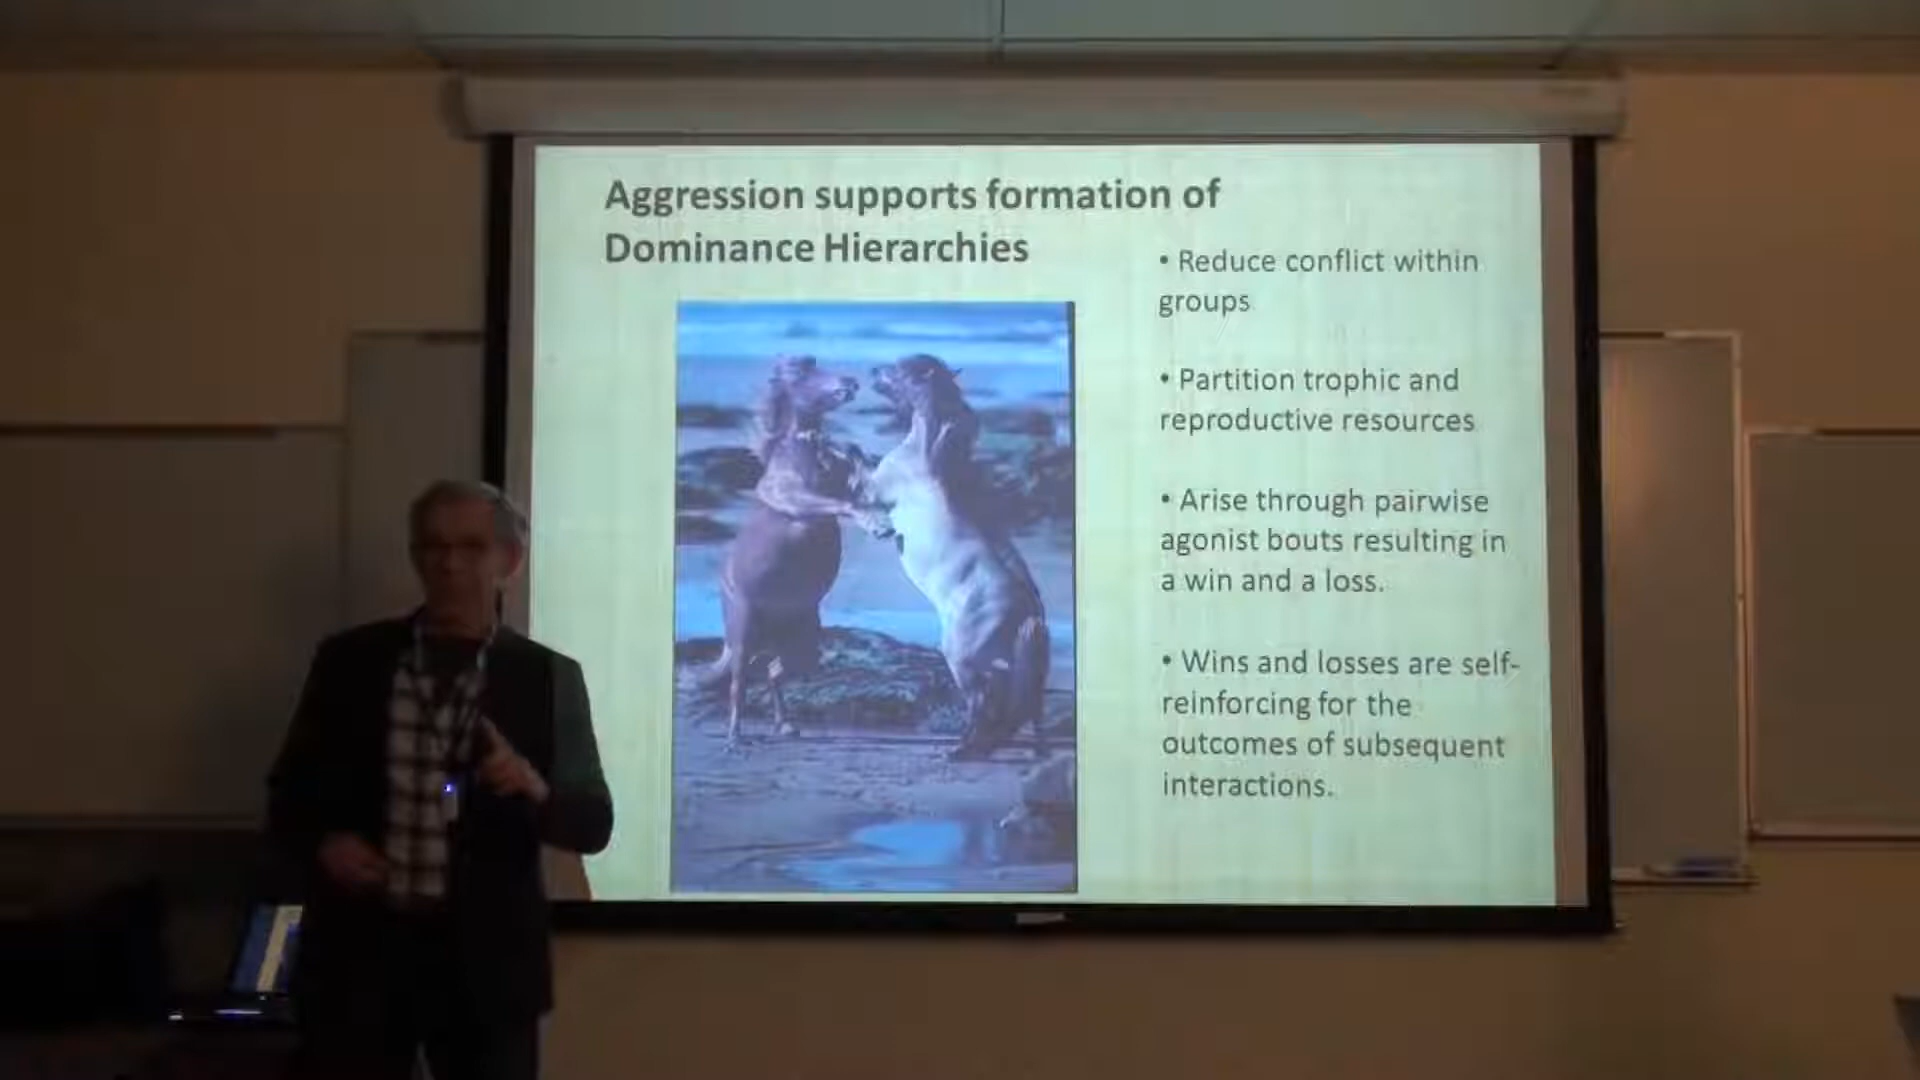 Aggression supports formation of
Dominance Hierarchies
• Reduce conflict within
groups
• Partition trophic and
reproductive resources
• Arise through pairwise
agonist bouts resulting in
a win and a loss.
• Wins and losses are self-
reinforcing for the
outcomes of subsequent
interactions.